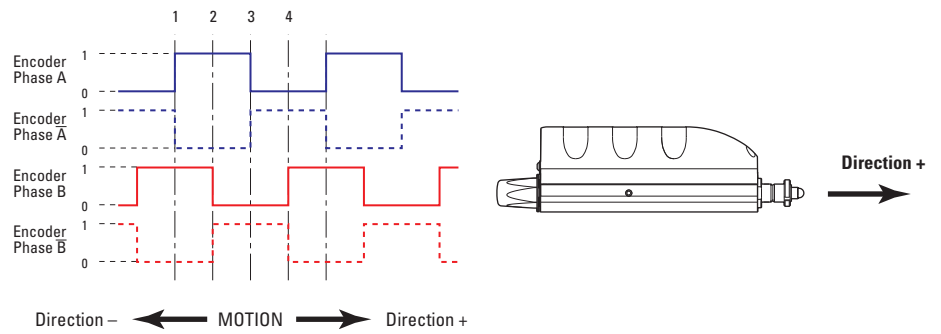 1 2 3 4
Encoder
Phase A
1
0
Encoder
Phase A̅
1
0
Encoder
Phase B
1
0
Encoder
Phase B̅
1
0
Direction –
MOTION
Direction +
Direction +